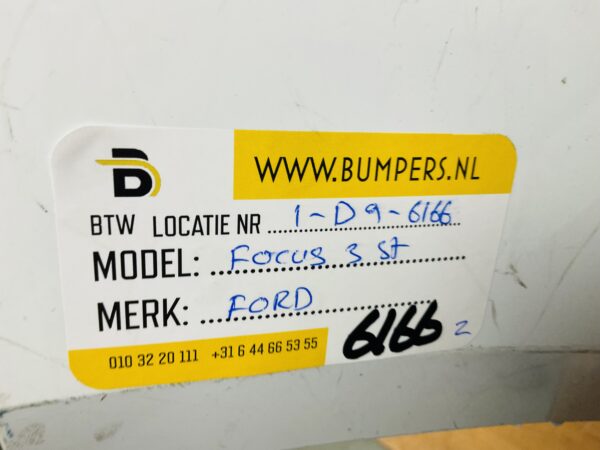 B
WWW.BUMPERS.NL
BTW LOCATIE NR 1-D9-6166
MODEL: Focus 3 st
MERK: FORD
010 32 20 111 +31 6 44 66 53 55 6166 z